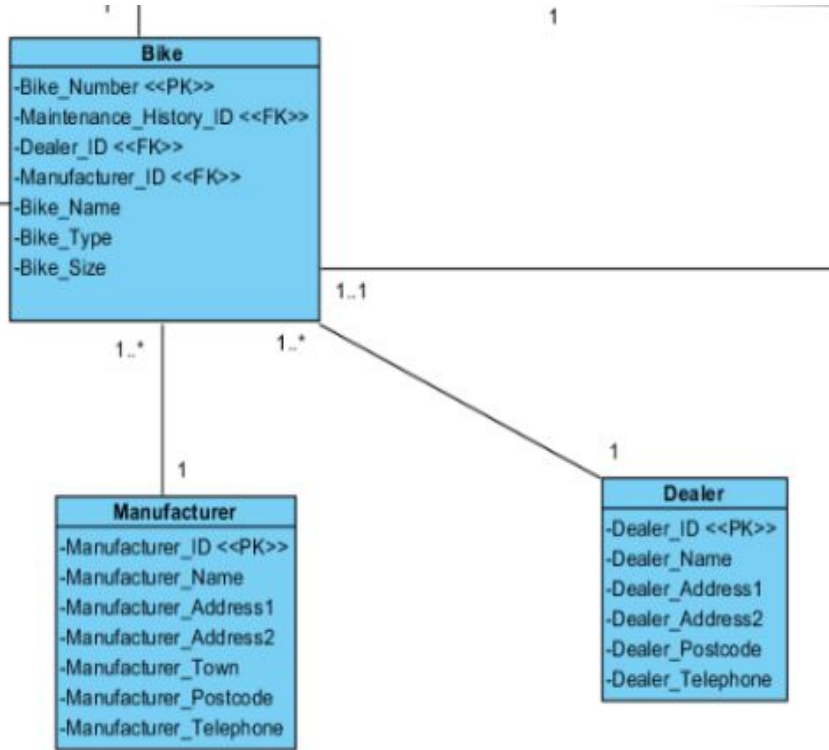 1
Bike
-Bike_Number <<PK>>
-Maintenance_History_ID <<FK>>
-Dealer_ID <<FK>>
-Manufacturer_ID <<FK>>
-Bike_Name
-Bike_Type
-Bike_Size
1..1
1..*
1..*
1
1
Manufacturer
-Manufacturer_ID <<PK>>
-Manufacturer_Name
-Manufacturer_Address1
-Manufacturer_Address2
-Manufacturer_Town
-Manufacturer_Postcode
-Manufacturer_Telephone
Dealer
-Dealer_ID <<PK>>
-Dealer_Name
-Dealer_Address1
-Dealer_Address2
-Dealer_Postcode
-Dealer_Telephone